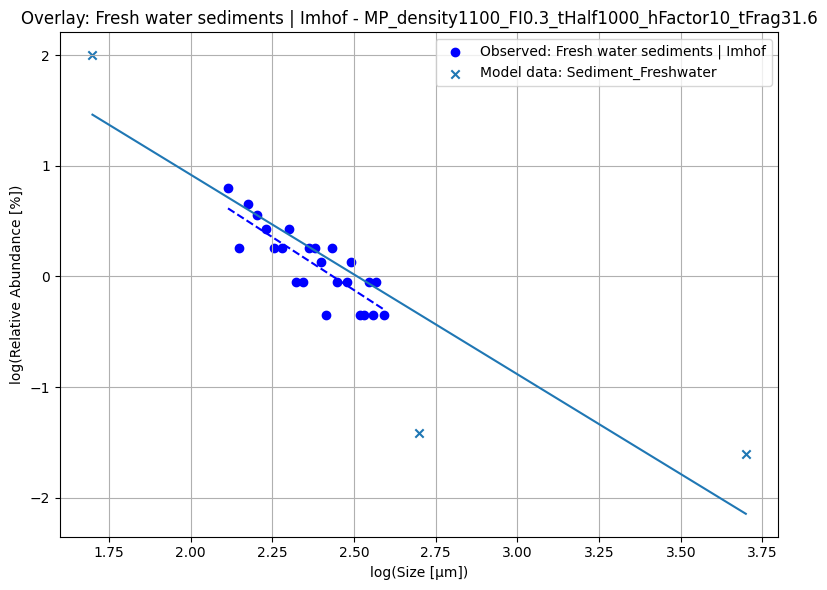 Overlay: Fresh water sediments | Imhof - MP_density1100_FI0.3_tHalf1000_hFactor10_tFrag31.6
Observed: Fresh water sediments | Imhof
Model data: Sediment_Freshwater
log(Relative Abundance [%])
2
1
0
−1
−2
1.75
2.00
2.25
2.50
2.75
3.00
3.25
3.50
3.75
log(Size [μm])